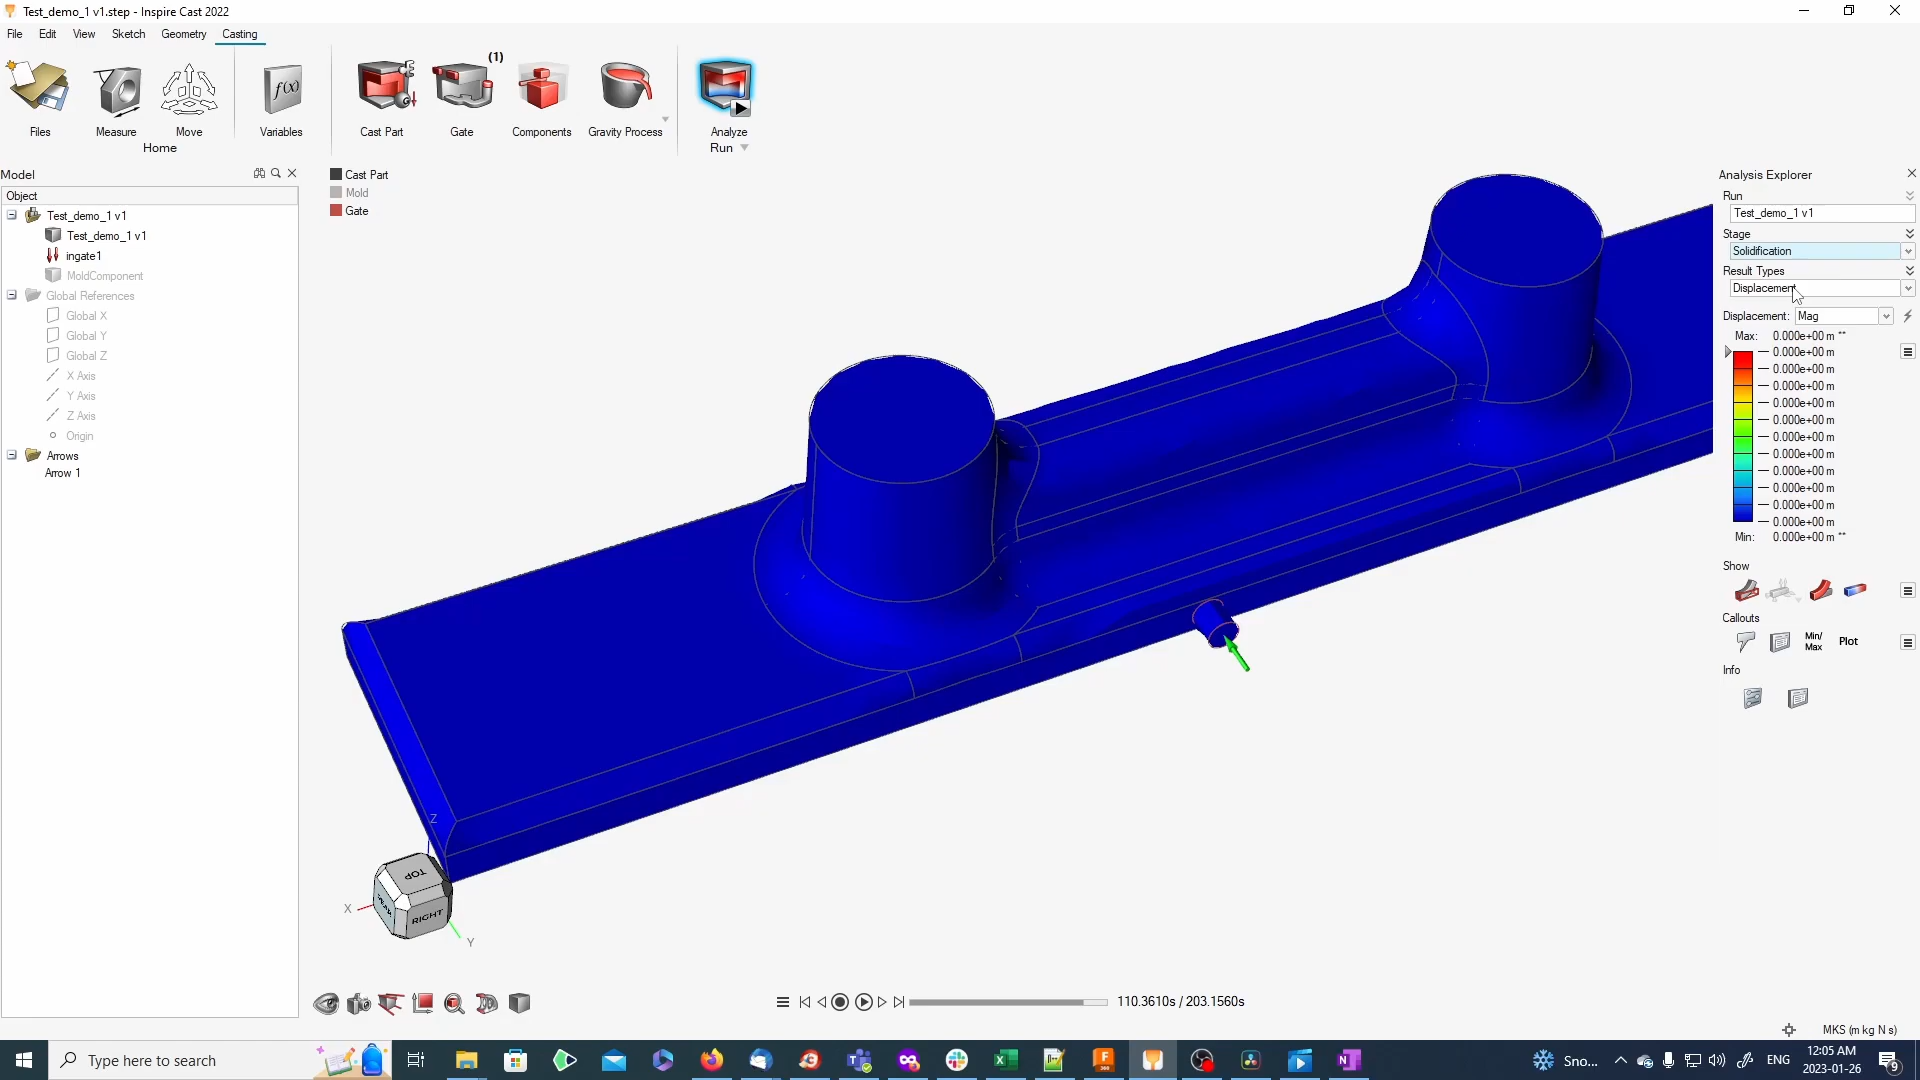 Test_demo_1 v1.step - Inspire Cast 2022
File Edit View Sketch Geometry Casting
(1)
f(x)
Files Measure Move Variables Cast Part Gate Components Gravity Process Analyze
Home Run
Model
Object
Test_demo_1 v1
Test_demo_1 v1
ingate1
MoldComponent
Global References
Global X
Global Y
Global Z
X Axis
Y Axis
Z Axis
Origin
Arrows
Arrow 1
Cast Part
Mold
Gate
Z
TOP
RIGHT
X
Y
110.3610s / 203.1560s
Analysis Explorer
Run
Test_demo_1 v1
Stage
Solidification
Result Types
Displacement
Displacement: Mag
Max: 0.000e+00 m **
0.000e+00 m
0.000e+00 m
0.000e+00 m
0.000e+00 m
0.000e+00 m
0.000e+00 m
0.000e+00 m
0.000e+00 m
0.000e+00 m
0.000e+00 m
0.000e+00 m
Min: 0.000e+00 m **
Show
Callouts
Min/
Max
Plot
Info
MKS (m kg N s)
Type here to search
Sno...
ENG
12:05 AM
2023-01-26
9